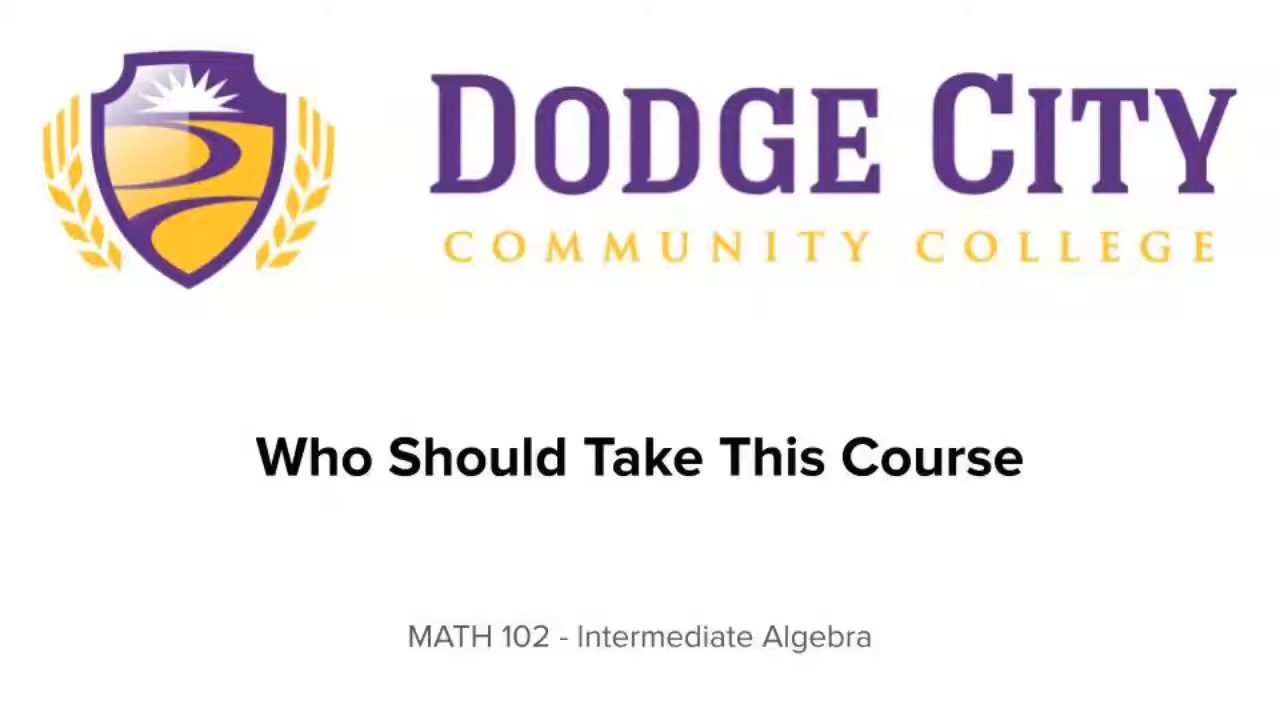 DODGE CITY
COMMUNITY COLLEGE
Who Should Take This Course
MATH 102 - Intermediate Algebra